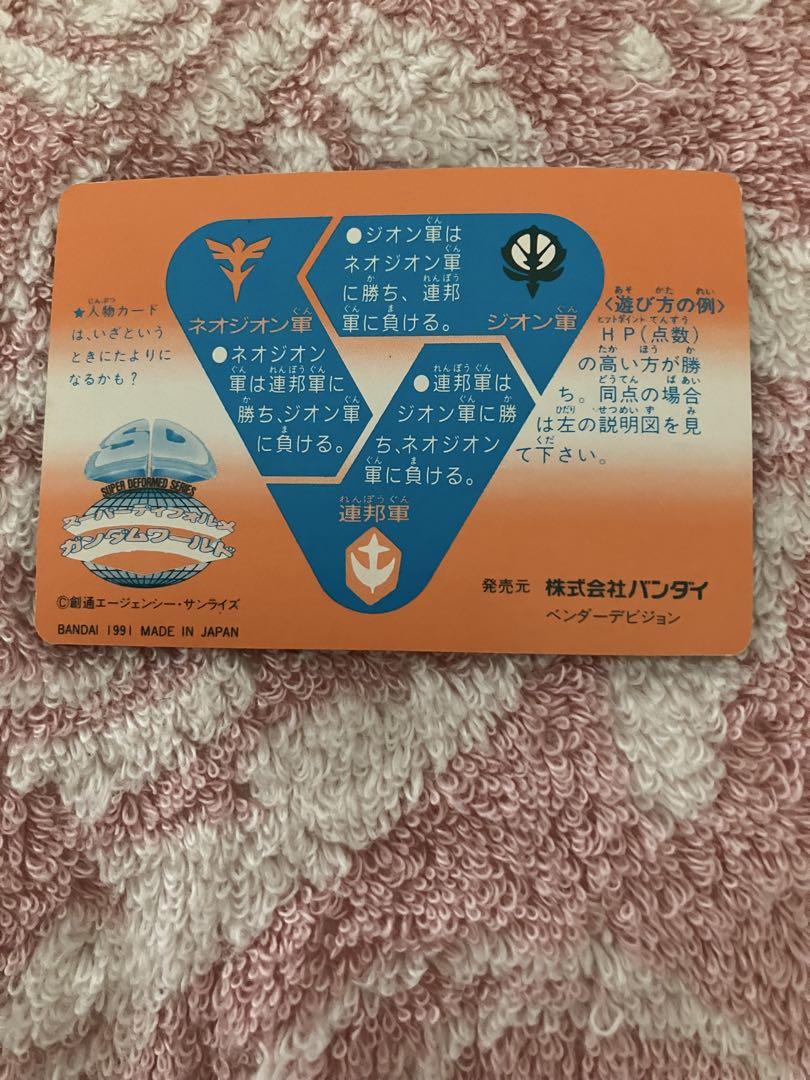 ●ジオン軍は
ネオジオン軍
に勝ち、連邦
軍に負ける。
ネオジオン軍
ジオン軍
●ネオジオン
軍は連邦軍に
勝ち、ジオン軍
に負ける。
●連邦軍は
ジオン軍に勝
ち、ネオジオン
軍に負ける。
連邦軍
★人物カード
は、いざという
ときにたよりに
なるかも?
〈遊び方の例〉
HP(点数)
の高い方が勝
ち。同点の場合
は左の説明図を見
て下さい。
SD
SUPER DEFORMED SERIES
スーパーディフォルメ
ガンダムワールド
©創通エージェンシー・サンライズ
BANDAI 1991 MADE IN JAPAN
発売元 株式会社バンダイ
ベンダーデビジョン